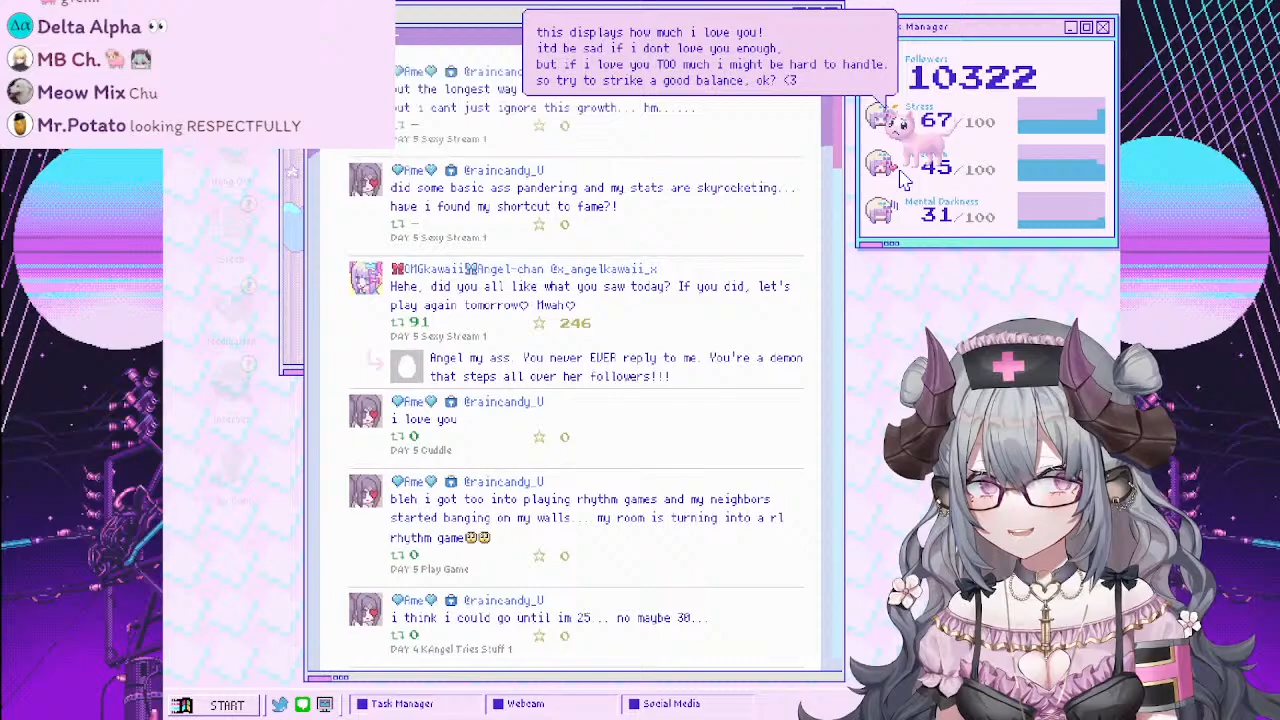 Delta Alpha
MB Ch.
Meow Mix Chu
Mr.Potato looking RESPECTFULLY
this displays how much i love you!
itd be sad if i dont love you enough,
but if i love you TOO much i might be hard to handle.
so try to strike a good balance, ok? <3
Manager
Followers
10322
Stress
67/100
45/100
Mental Darkness
31/100
Ame @raincandy_U
but the longest way
but i cant just ignore this growth... hm......
0
DAY 5 Sexy Stream 1
Ame @raincandy_U
did some basic ass pandering and my stats are skyrocketing...
have i found my shortcut to fame?!
0
DAY 5 Sexy Stream 1
OMGkawaii Angel-chan @x_angelkawaii_x
Hehe, did you all like what you saw today? If you did, let's
play again tomorrow♡ Mwah♡
91 246
DAY 5 Sexy Stream 1
Angel my ass. You never EVER reply to me. You're a demon
that steps all over her followers!!!
Ame @raincandy_U
i love you
0 0
DAY 5 Cuddle
Ame @raincandy_U
bleh i got too into playing rhythm games and my neighbors
started banging on my walls... my room is turning into a rl
rhythm game
0 0
DAY 5 Play Game
Ame @raincandy_U
i think i could go until im 25 .. no maybe 30...
0 0
DAY 4 KAngel Tries Stuff 1
START
Task Manager
Webcam
Social Media